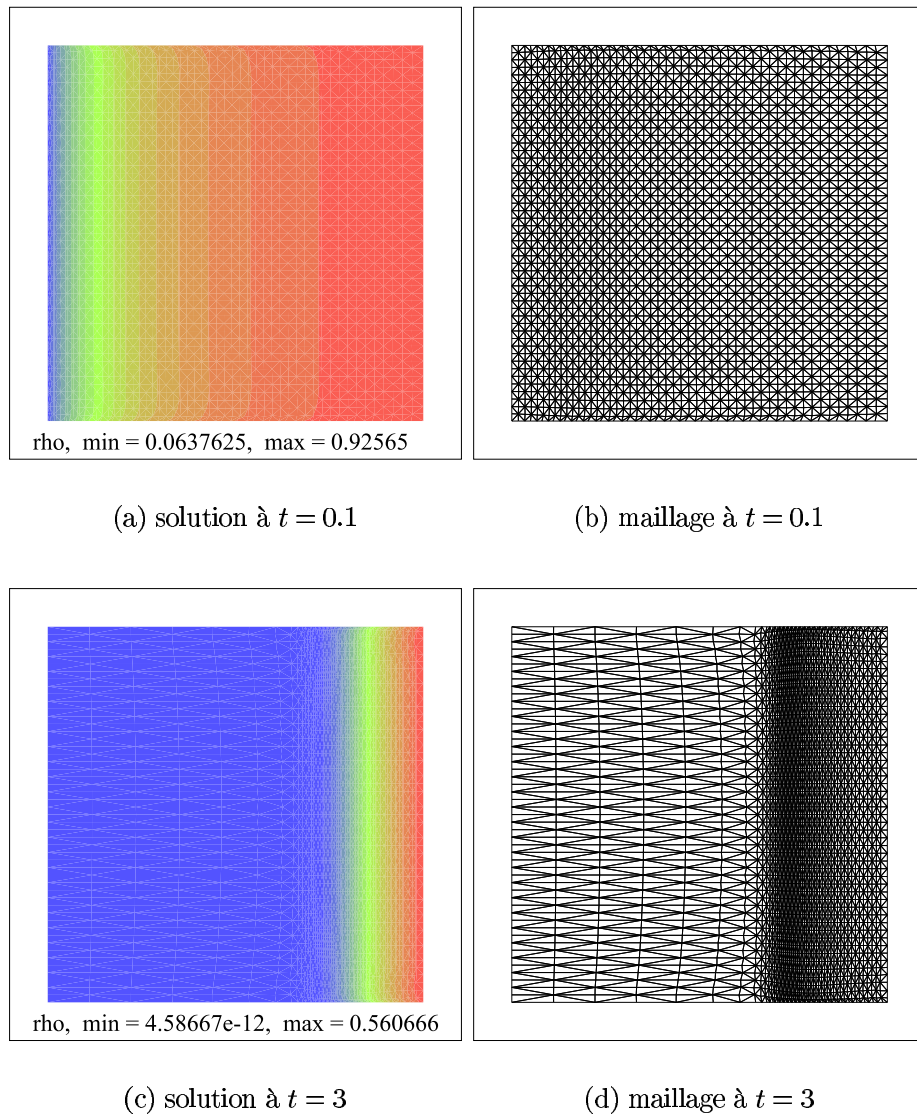 rho, min = 0.0637625, max = 0.92565
(a) solution à t = 0.1
(b) maillage à t = 0.1
rho, min = 4.58667e-12, max = 0.560666
(c) solution à t = 3
(d) maillage à t = 3